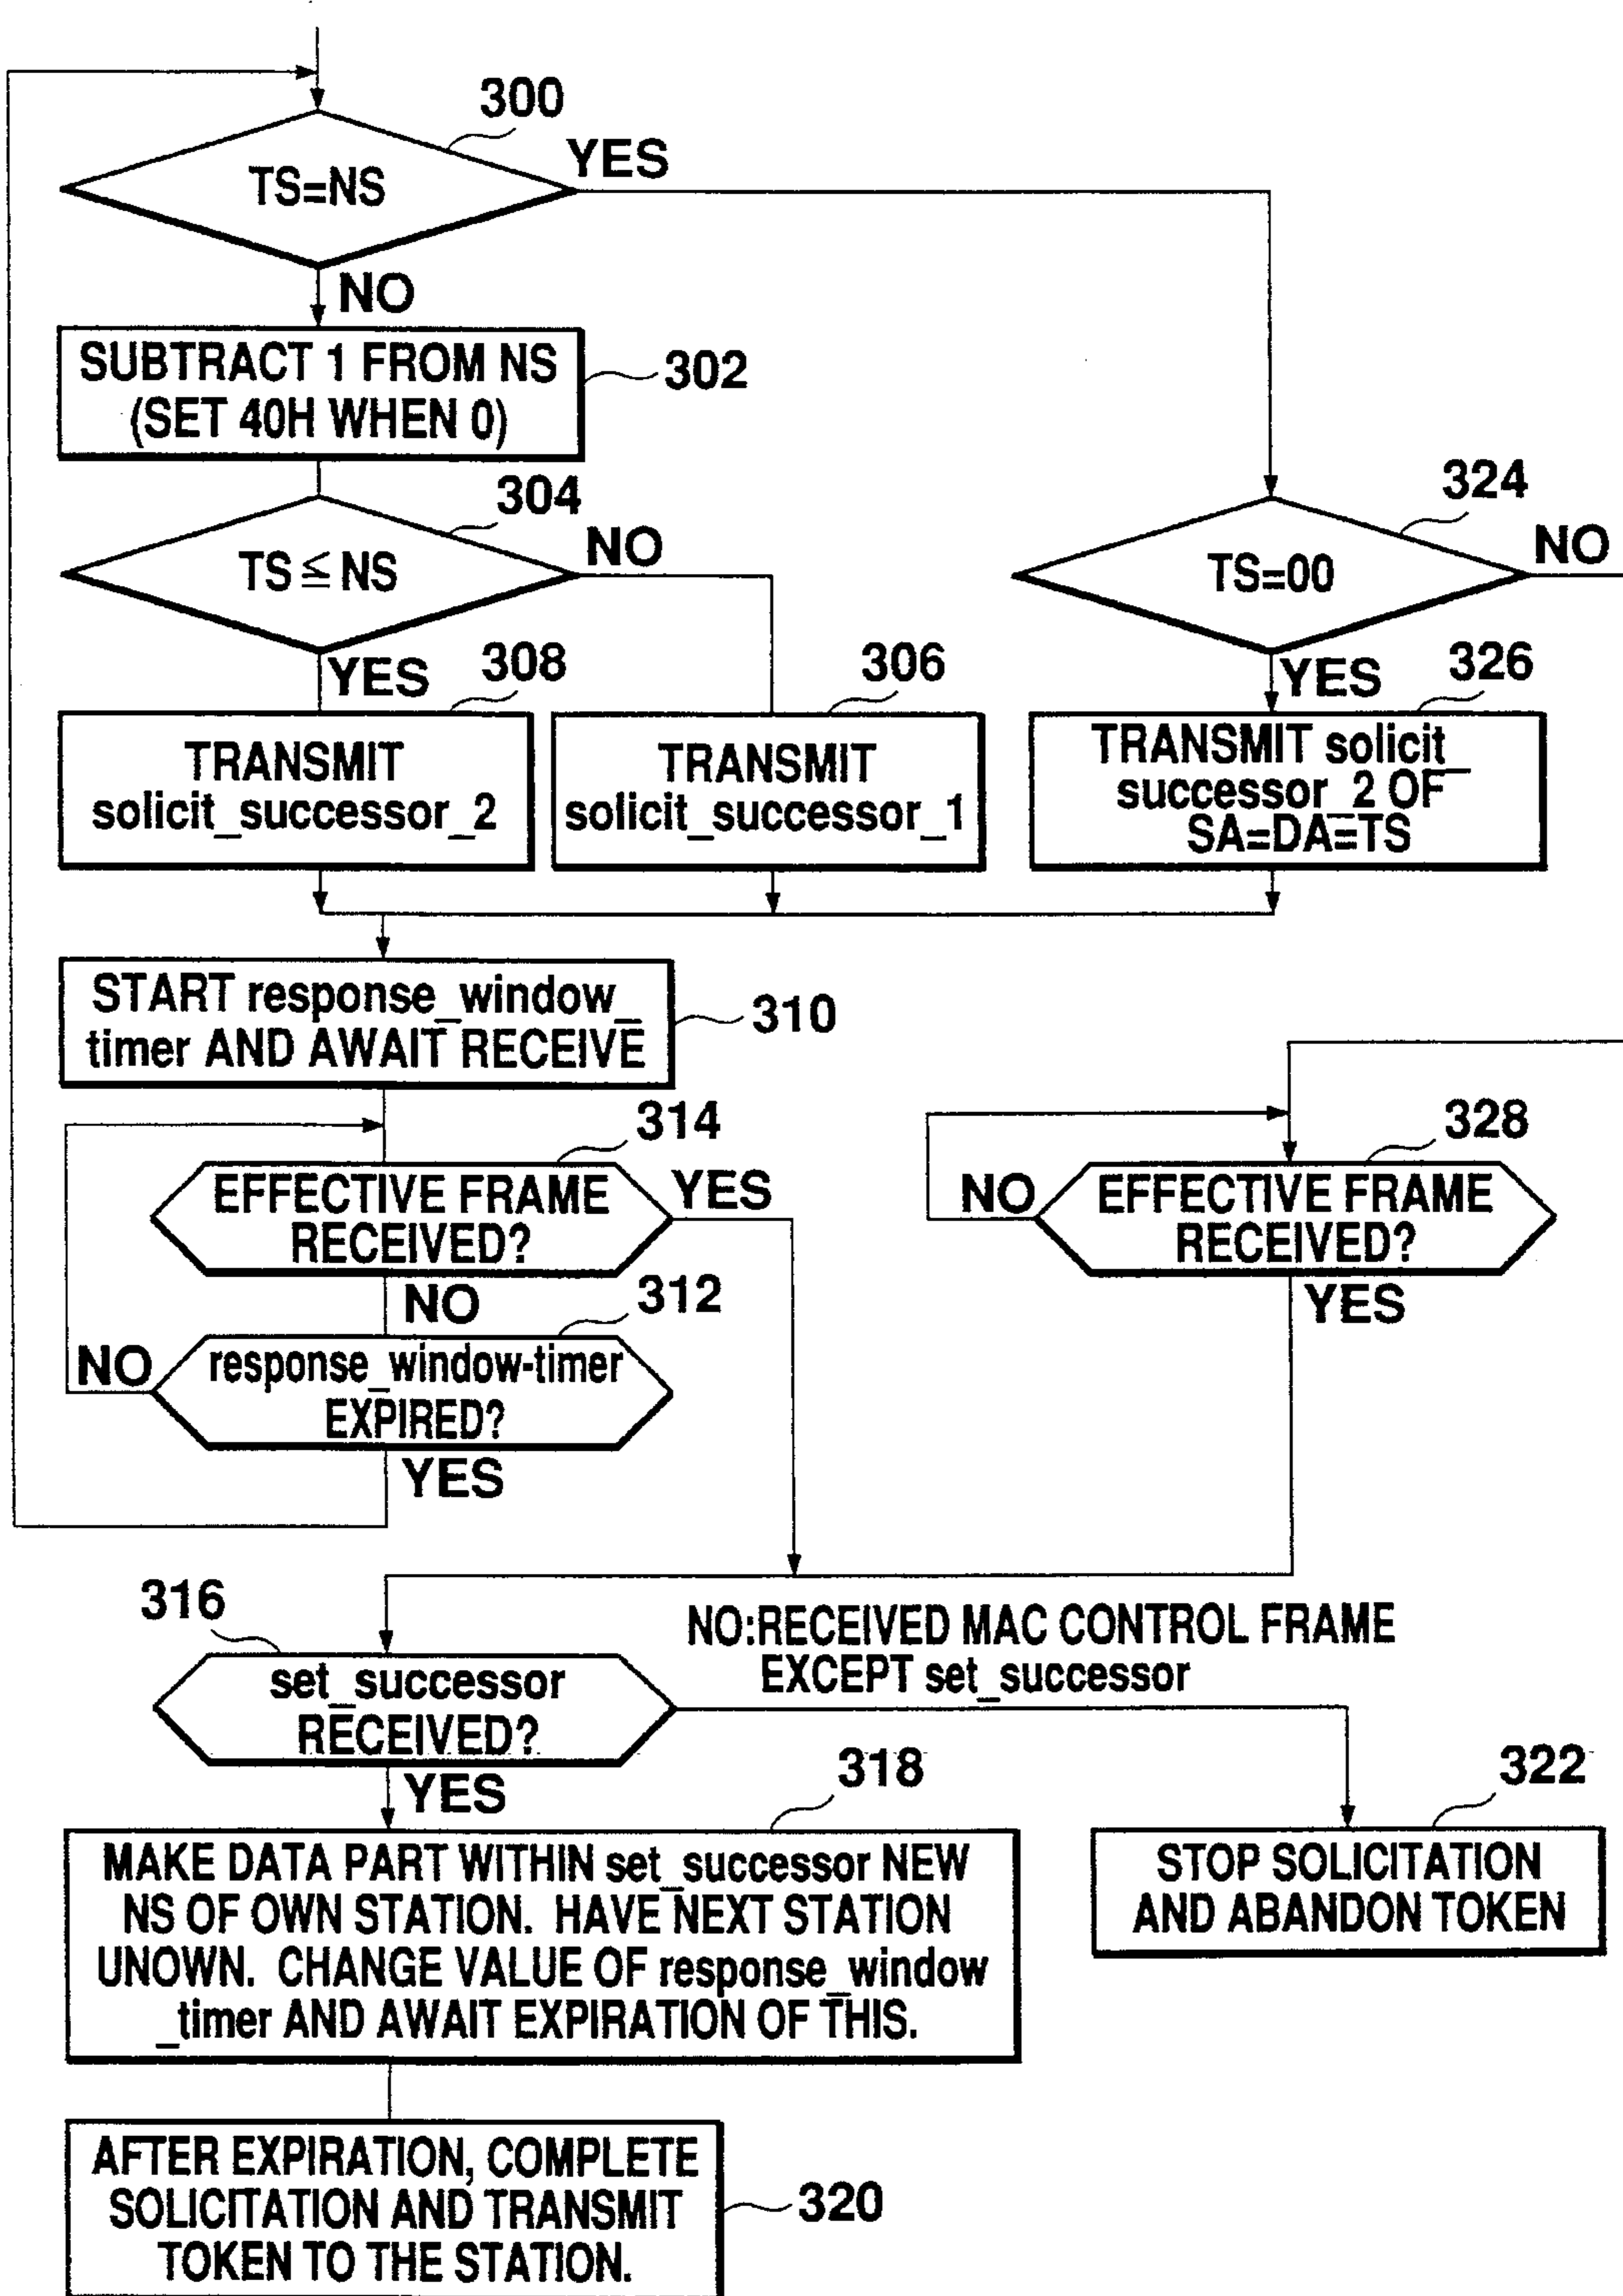 300
YES
TS=NS
NO
SUBTRACT 1 FROM NS
(SET 40H WHEN 0)
302
304
NO
TS ≦ NS
324
NO
TS=00
YES
308
306
YES
326
TRANSMIT
solicit_successor_2
TRANSMIT
solicit_successor_1
TRANSMIT solicit_
successor_2 OF
SA=DA=TS
START response_window_
timer AND AWAIT RECEIVE
310
314
EFFECTIVE FRAME
RECEIVED?
YES
328
NO
EFFECTIVE FRAME
RECEIVED?
YES
NO
312
NO
response_window-timer
EXPIRED?
YES
316
NO:RECEIVED MAC CONTROL FRAME
EXCEPT set_successor
set_successor
RECEIVED?
YES
318
322
MAKE DATA PART WITHIN set_successor NEW
NS OF OWN STATION. HAVE NEXT STATION
UNOWN. CHANGE VALUE OF response_window
_timer AND AWAIT EXPIRATION OF THIS.
STOP SOLICITATION
AND ABANDON TOKEN
AFTER EXPIRATION, COMPLETE
SOLICITATION AND TRANSMIT
TOKEN TO THE STATION.
320